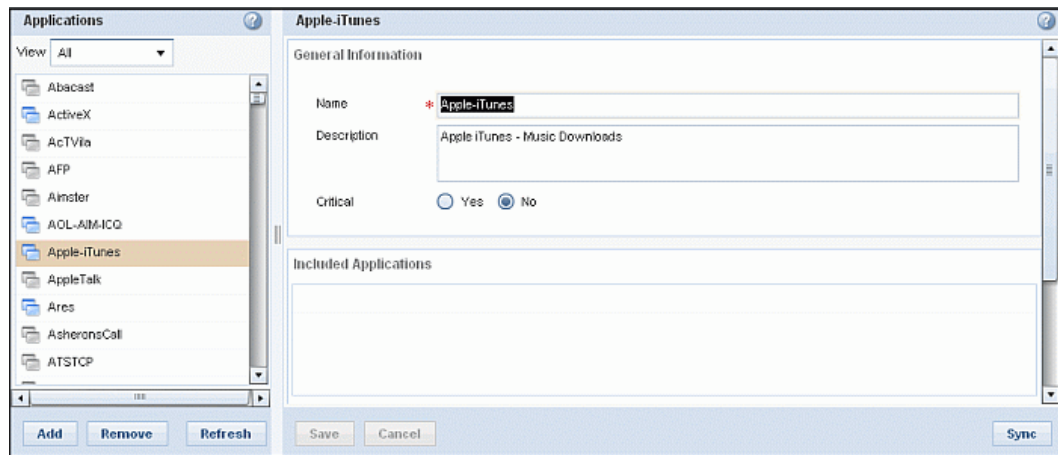 Applications
View All
Abacast
ActiveX
AcTVila
AFP
Aimster
AOL-AIM-ICQ
Apple-iTunes
AppleTalk
Ares
AsheronsCall
ATSTCP
Add Remove Refresh
Apple-iTunes
General Information
Name * Apple-iTunes
Description Apple iTunes - Music Downloads
Critical Yes No
Included Applications
Save Cancel Sync